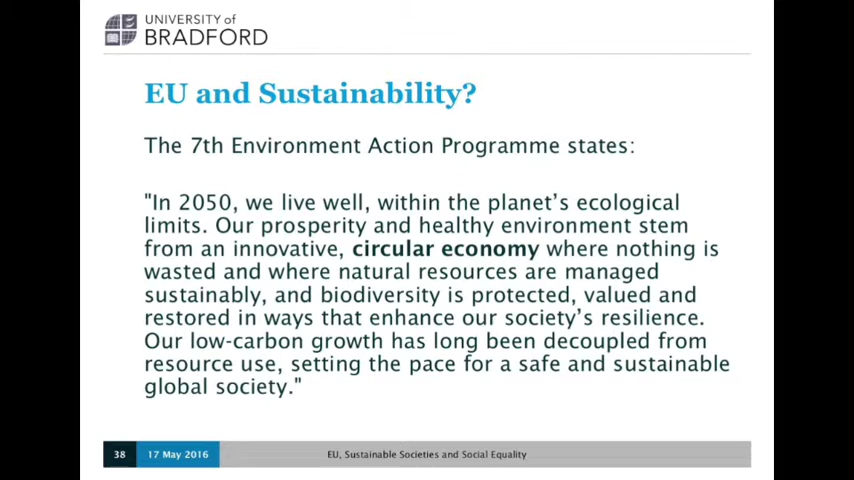 UNIVERSITY of
BRADFORD
EU and Sustainability?
The 7th Environment Action Programme states:
"In 2050, we live well, within the planet's ecological
limits. Our prosperity and healthy environment stem
from an innovative, circular economy where nothing is
wasted and where natural resources are managed
sustainably, and biodiversity is protected, valued and
restored in ways that enhance our society's resilience.
Our low-carbon growth has long been decoupled from
resource use, setting the pace for a safe and sustainable
global society."
38 17 May 2016 EU, Sustainable Societies and Social Equality